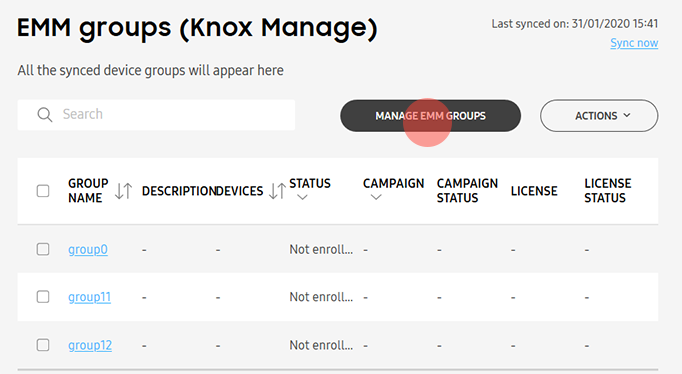 EMM groups (Knox Manage)
Last synced on: 31/01/2020 15:41
Sync now
All the synced device groups will appear here
Search
MANAGE EMM GROUPS
ACTIONS
GROUP NAME DESCRIPTION DEVICES STATUS CAMPAIGN CAMPAIGN STATUS LICENSE LICENSE STATUS
group0 - - Not enroll... - - - -
group11 - - Not enroll... - - - -
group12 - - Not enroll... - - - -